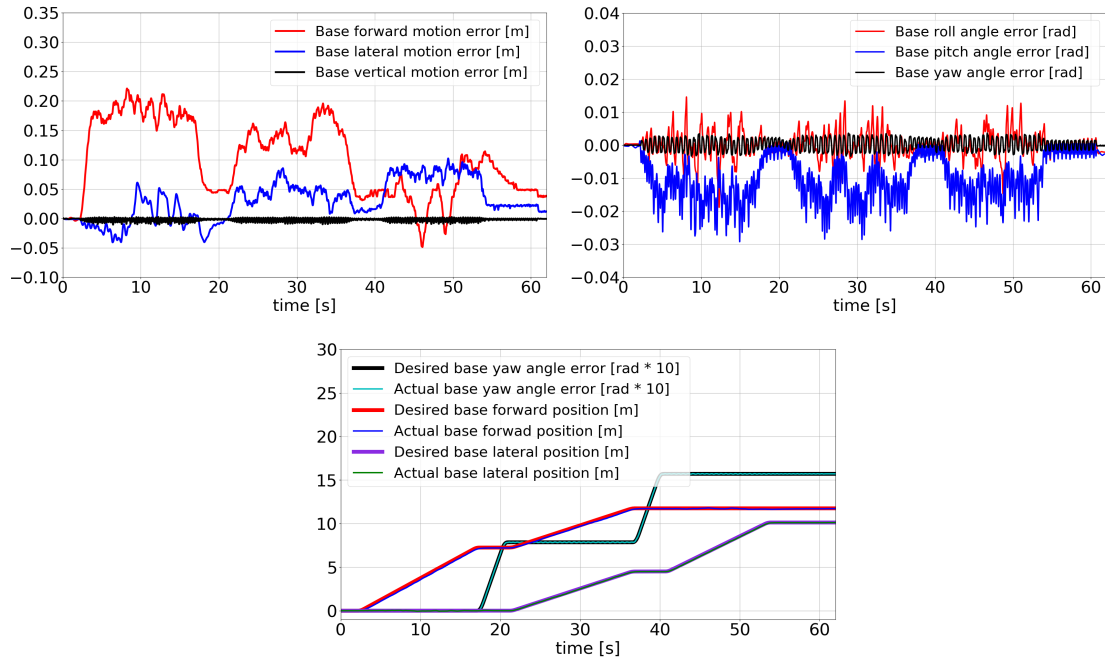 0.35
0.30
0.25
0.20
0.15
0.10
0.05
0.00
−0.05
−0.10
Base forward motion error [m]
Base lateral motion error [m]
Base vertical motion error [m]
0 10 20 30 40 50 60
time [s]
0.04
0.03
0.02
0.01
0.00
−0.01
−0.02
−0.03
−0.04
Base roll angle error [rad]
Base pitch angle error [rad]
Base yaw angle error [rad]
0 10 20 30 40 50 60
time [s]
30
25
20
15
10
5
0
Desired base yaw angle error [rad * 10]
Actual base yaw angle error [rad * 10]
Desired base forward position [m]
Actual base forwad position [m]
Desired base lateral position [m]
Actual base lateral position [m]
0 10 20 30 40 50 60
time [s]